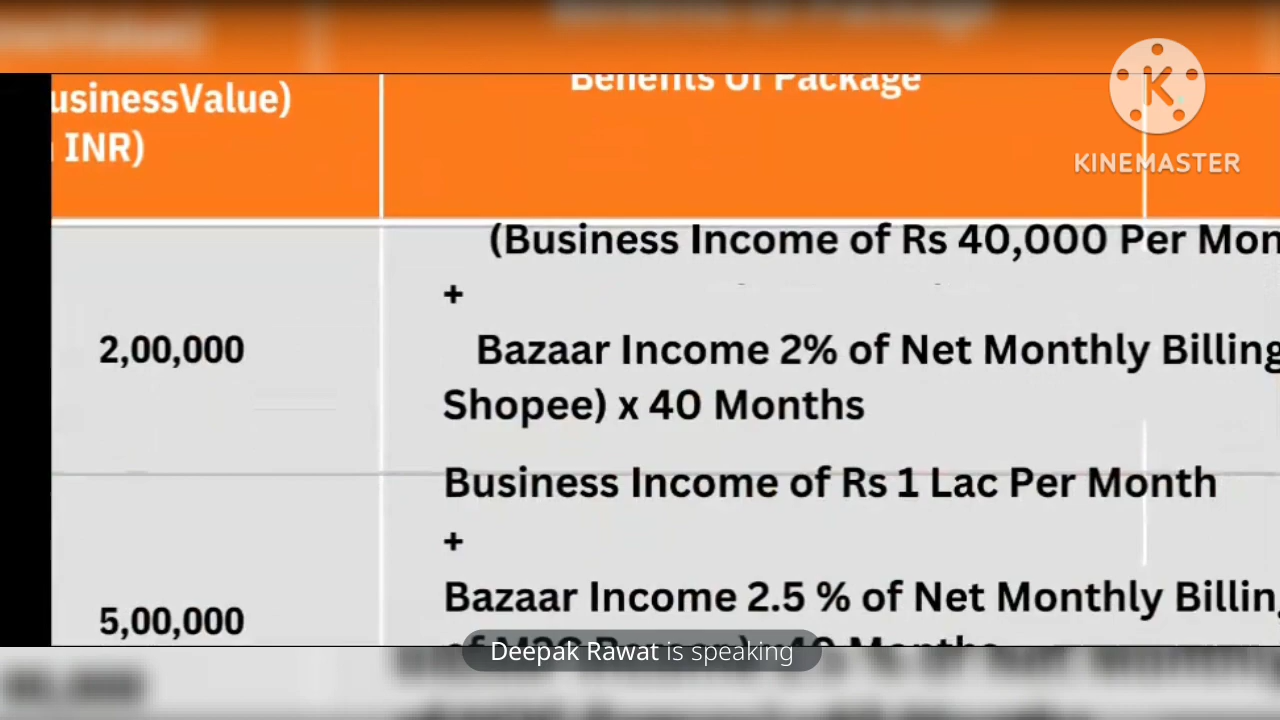 Benefits Of Package
usinessValue)
INR)
KINEMASTER
(Business Income of Rs 40,000 Per Mon
+
2,00,000
Bazaar Income 2% of Net Monthly Billing
Shopee) x 40 Months
Business Income of Rs 1 Lac Per Month
+
Bazaar Income 2.5 % of Net Monthly Billin
5,00,000
Deepak Rawat is speaking